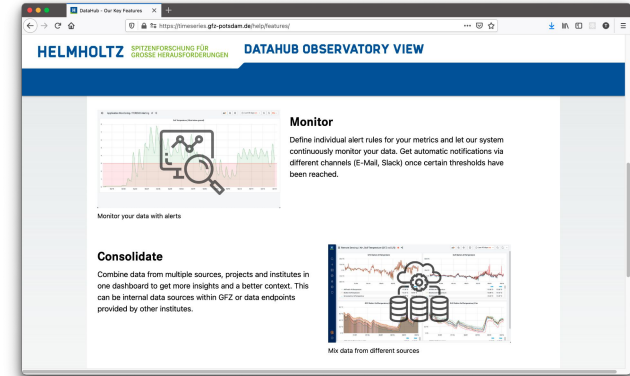 DataHub - Our Key Features
https://timeseries.gfz-potsdam.de/help/features/
HELMHOLTZ
SPITZENFORSCHUNG FÜR
GROSSE HERAUSFORDERUNGEN
DATAHUB OBSERVATORY VIEW
Monitor
Define individual alert rules for your metrics and let our system
continuously monitor your data. Get automatic notifications via
different channels (E-Mail, Slack) once certain thresholds have
been reached.
Monitor your data with alerts
Consolidate
Combine data from multiple sources, projects and institutes in
one dashboard to get more insights and a better context. This
can be internal data sources within GFZ or data endpoints
provided by other institutes.
Mix data from different sources